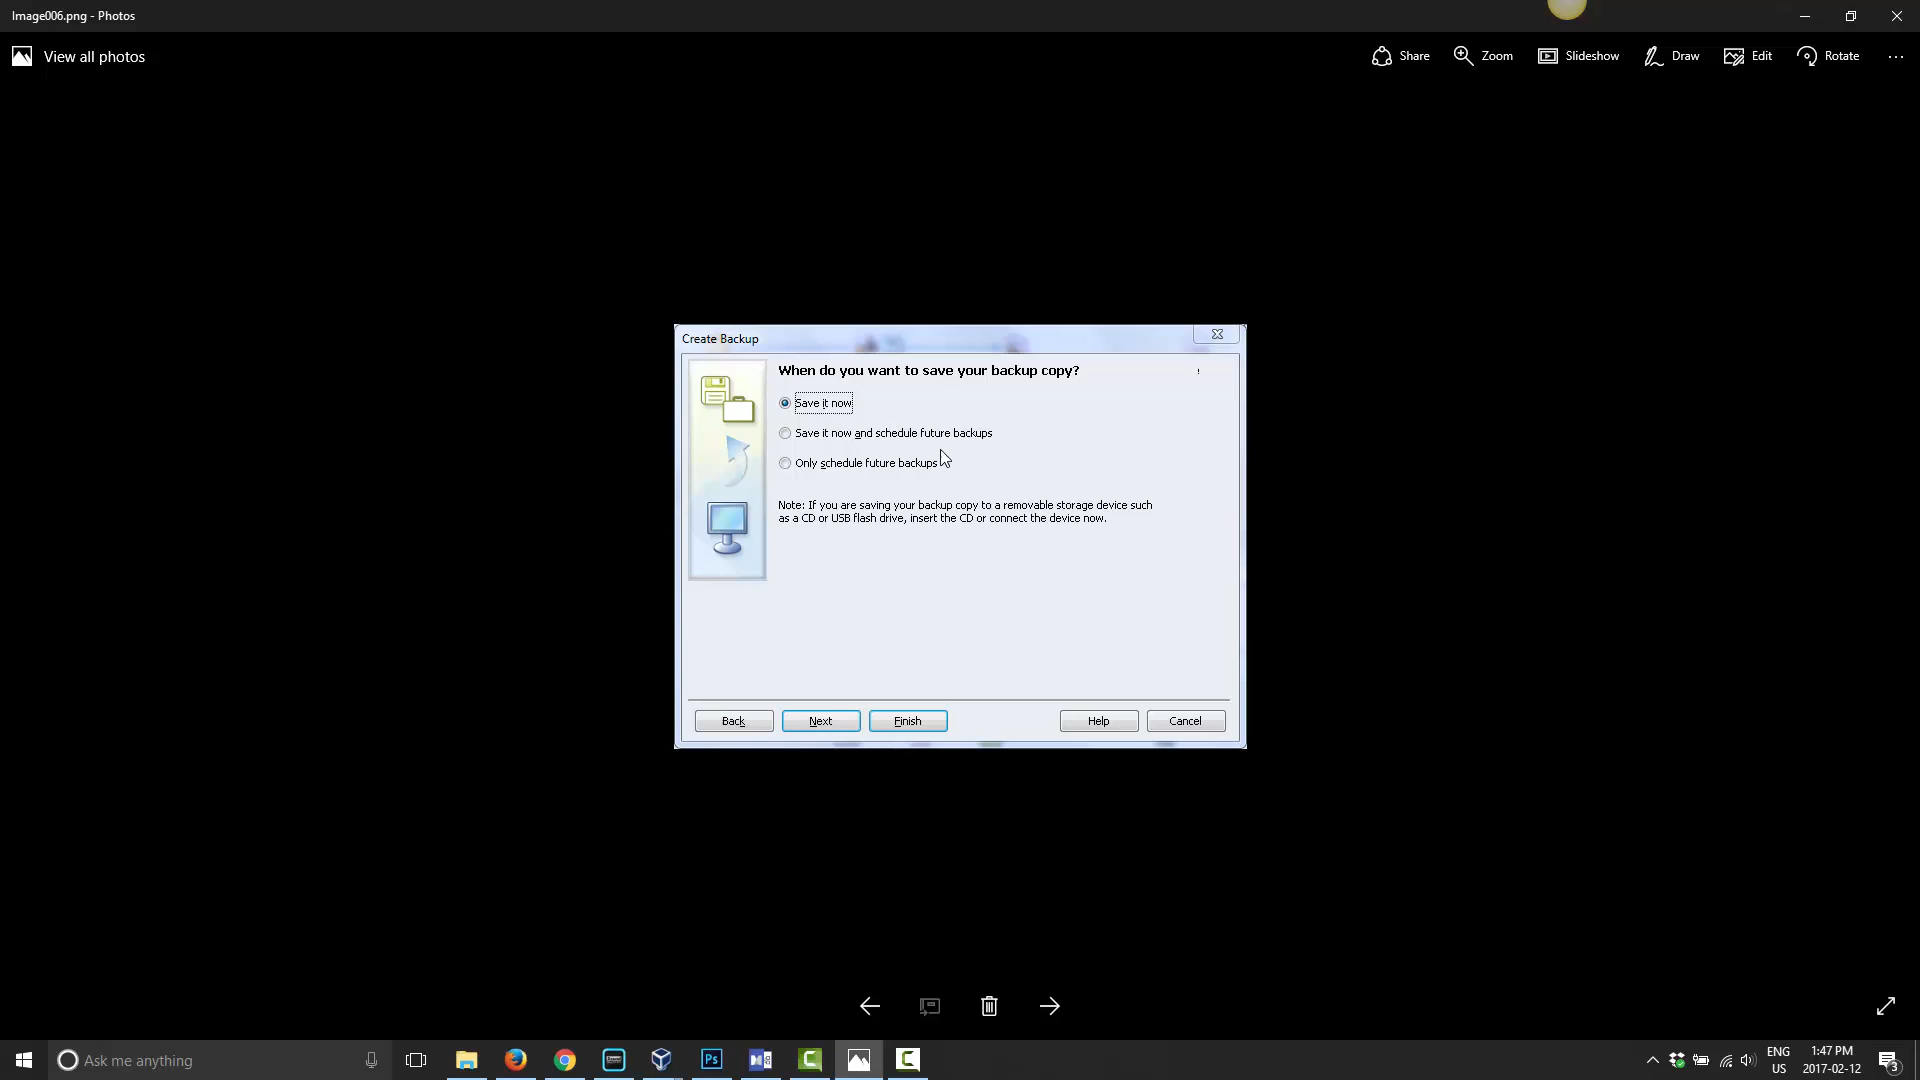 Image006.png - Photos
View all photos
Share
Zoom
Slideshow
Draw
Edit
Rotate
Create Backup
When do you want to save your backup copy?
Save it now
Save it now and schedule future backups
Only schedule future backups
Note: If you are saving your backup copy to a removable storage device such
as a CD or USB flash drive, insert the CD or connect the device now.
Back
Next
Finish
Help
Cancel
Ask me anything
Ps
ENG
US
1:47 PM
2017-02-12
3